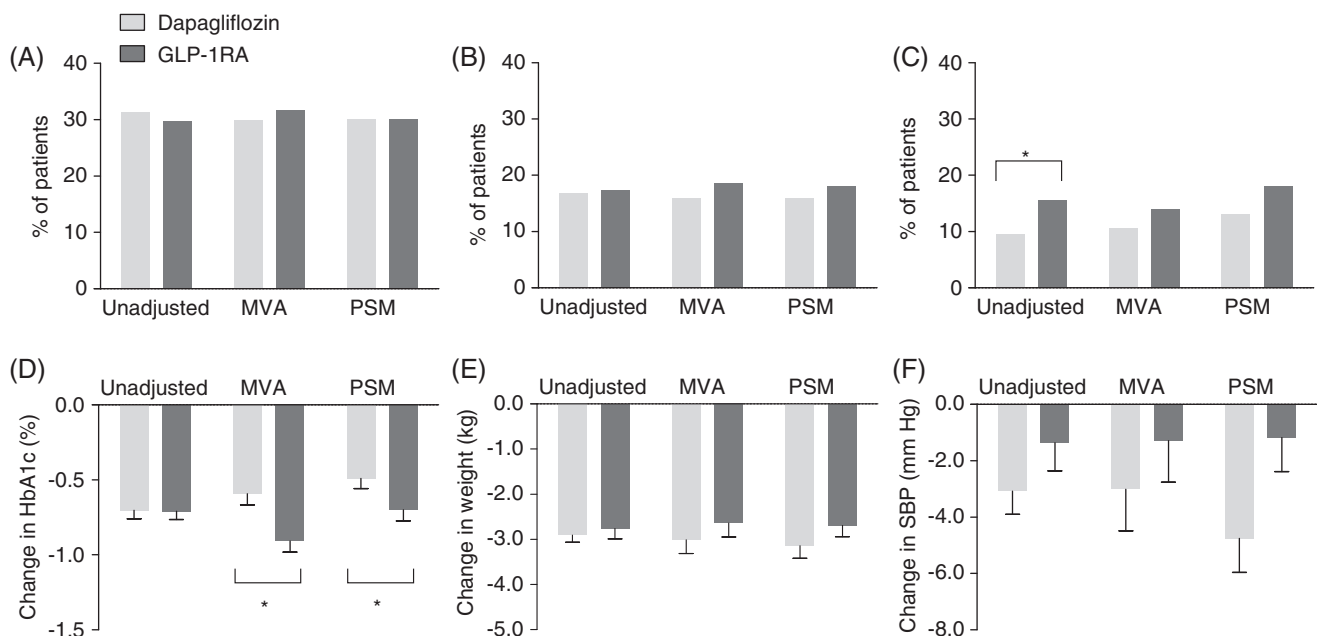 Dapagliflozin
GLP-1RA
(A)
% of patients
40
30
20
10
0
Unadjusted MVA PSM
(B)
% of patients
40
30
20
10
0
Unadjusted MVA PSM
(C)
% of patients
40
30
20
10
0
*
Unadjusted MVA PSM
(D)
Unadjusted MVA PSM
Change in HbA1c (%)
0.0
-0.5
-1.0
-1.5
* *
(E)
Unadjusted MVA PSM
Change in weight (kg)
0.0
-1.0
-2.0
-3.0
-4.0
-5.0
(F)
Unadjusted MVA PSM
Change in SBP (mm Hg)
0.0
-2.0
-4.0
-6.0
-8.0